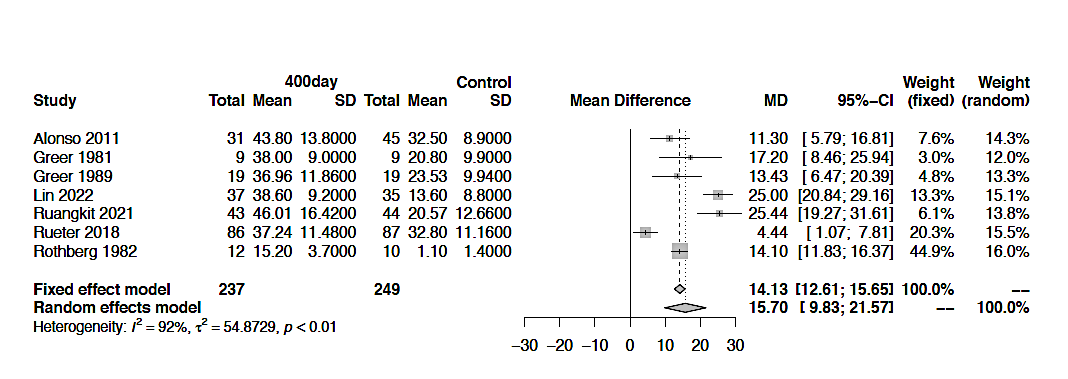 400day Control Weight Weight
Study Total Mean SD Total Mean SD Mean Difference MD 95%−CI (fixed) (random)
Alonso 2011 31 43.80 13.8000 45 32.50 8.9000 11.30 [ 5.79; 16.81] 7.6% 14.3%
Greer 1981 9 38.00 9.0000 9 20.80 9.9000 17.20 [ 8.46; 25.94] 3.0% 12.0%
Greer 1989 19 36.96 11.8600 19 23.53 9.9400 13.43 [ 6.47; 20.39] 4.8% 13.3%
Lin 2022 37 38.60 9.2000 35 13.60 8.8000 25.00 [20.84; 29.16] 13.3% 15.1%
Ruangkit 2021 43 46.01 16.4200 44 20.57 12.6600 25.44 [19.27; 31.61] 6.1% 13.8%
Rueter 2018 86 37.24 11.4800 87 32.80 11.1600 4.44 [ 1.07; 7.81] 20.3% 15.5%
Rothberg 1982 12 15.20 3.7000 10 1.10 1.4000 14.10 [11.83; 16.37] 44.9% 16.0%
Fixed effect model 237 249 14.13 [12.61; 15.65] 100.0% −−
Random effects model 15.70 [ 9.83; 21.57] −− 100.0%
Heterogeneity: I² = 92%, τ² = 54.8729, p < 0.01
−30 −20 −10 0 10 20 30